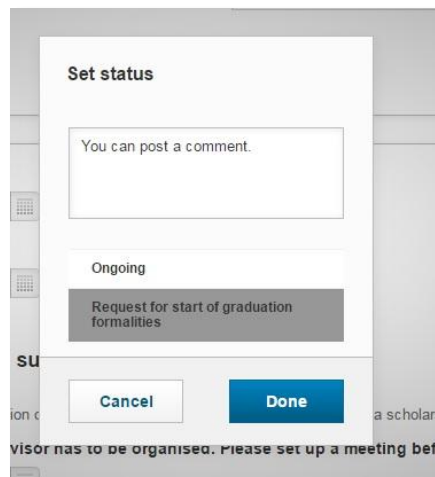 Set status
You can post a comment.
Ongoing
Request for start of graduation
formalities
su
Cancel Done
ion a scholar
visor has to be organised. Please set up a meeting bef